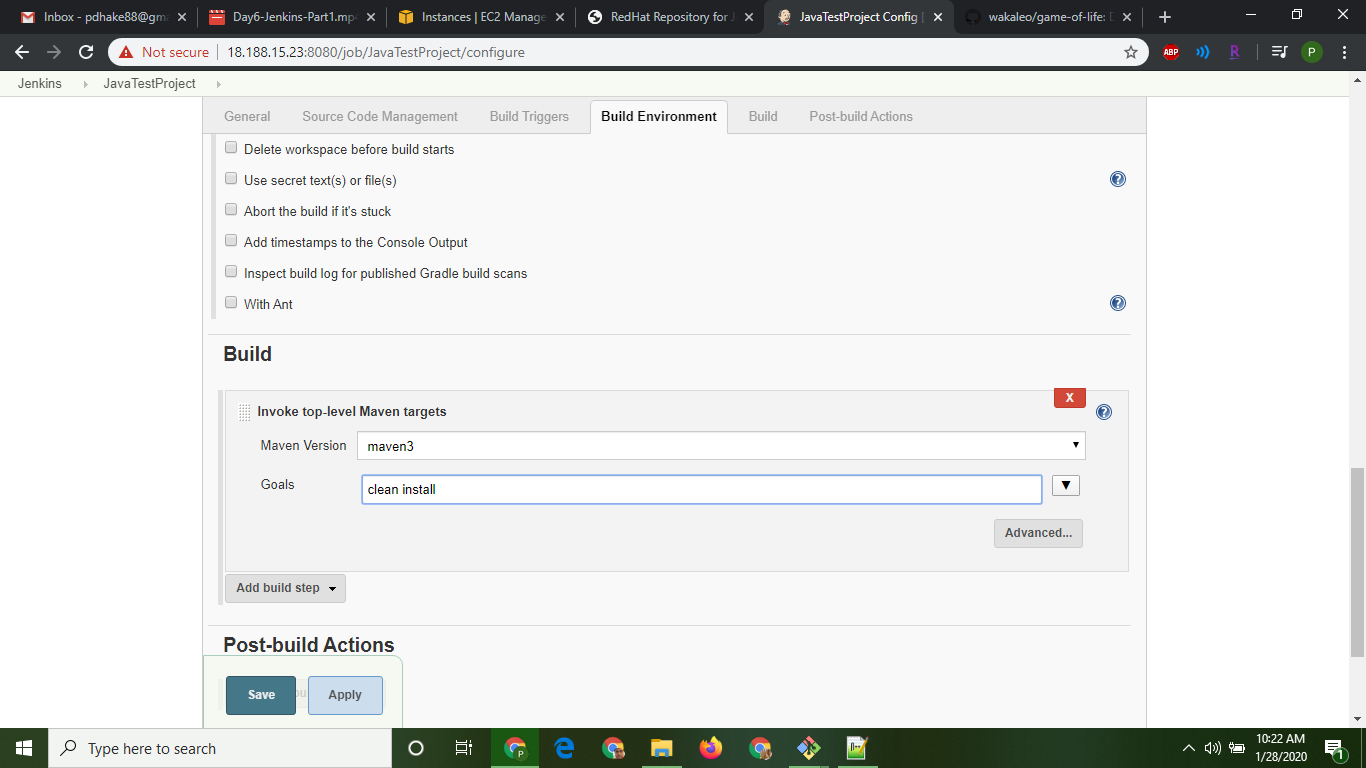 Inbox - pdhake88@gm
Day6-Jenkins-Part1.mp
Instances | EC2 Manage
RedHat Repository for J
JavaTestProject Config [
wakaleo/game-of-life: D
Not secure
18.188.15.23:8080/job/JavaTestProject/configure
ABP
R
P
Jenkins
JavaTestProject
General
Source Code Management
Build Triggers
Build Environment
Build
Post-build Actions
Delete workspace before build starts
Use secret text(s) or file(s)
Abort the build if it's stuck
Add timestamps to the Console Output
Inspect build log for published Gradle build scans
With Ant
Build
X
Invoke top-level Maven targets
Maven Version
maven3
Goals
clean install
Advanced...
Add build step
Post-build Actions
Save
Apply
Type here to search
10:22 AM
1/28/2020
1